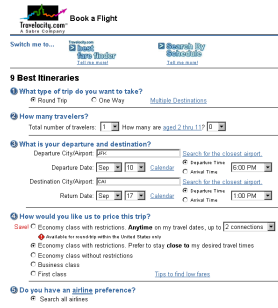 Travelocity.com
A Sabre Company
Book a Flight
Switch me to...
Travelocity.com
best
fare finder
Tell me more!
Search By
Schedule
Tell me more!
9 Best Itineraries
1 What type of trip do you want to take?
Round Trip One Way Multiple Destinations
2 How many travelers?
Total number of travelers: 1 How many are aged 2 thru 11? 0
3 What is your departure and destination?
Departure City/Airport: Search for the closest airport.
Departure Date: Sep 10 Calendar Departure Time Arrival Time 6:00 PM
Destination City/Airport: Search for the closest airport.
Return Date: Sep 17 Calendar Departure Time Arrival Time 1:00 PM
4 How would you like us to price this trip?
Save! Economy class with restrictions. Anytime on my travel dates, up to 2 connections
Available for roundtrip within the United States only
Economy class with restrictions. Prefer to stay close to my desired travel times
Economy class without restrictions
Business class
First class Tips to find low fares
5 Do you have an airline preference?
Search all airlines